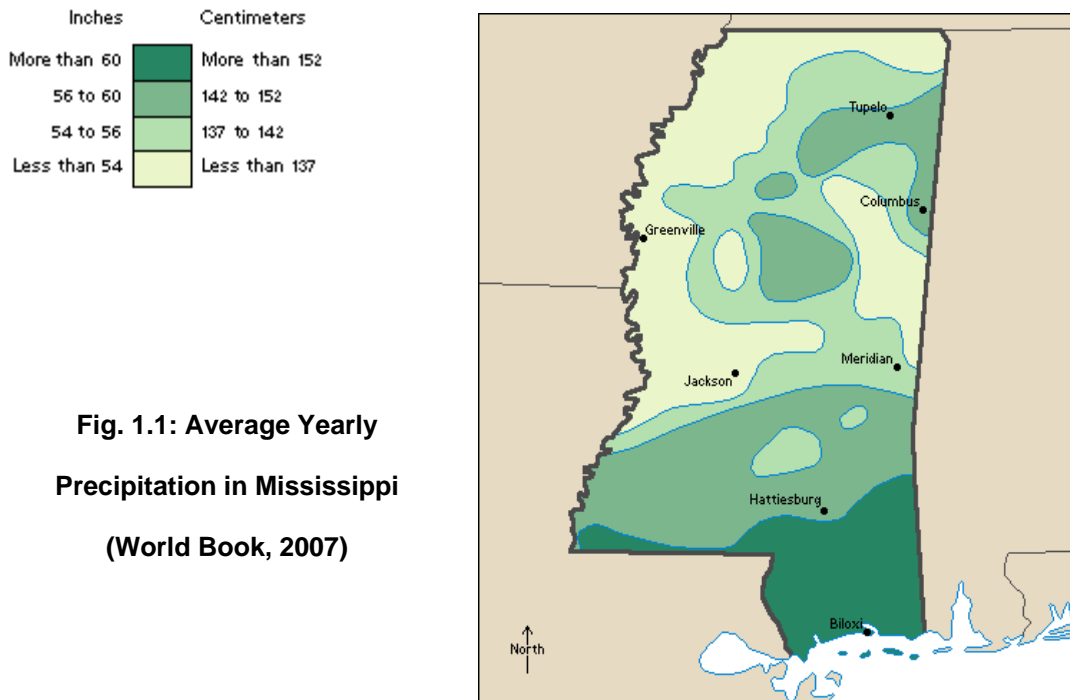 Inches Centimeters
More than 60 More than 152
56 to 60 142 to 152
54 to 56 137 to 142
Less than 54 Less than 137
Tupelo
Columbus
Greenville
Meridian
Jackson
Hattiesburg
Biloxi
North
Fig. 1.1: Average Yearly
Precipitation in Mississippi
(World Book, 2007)